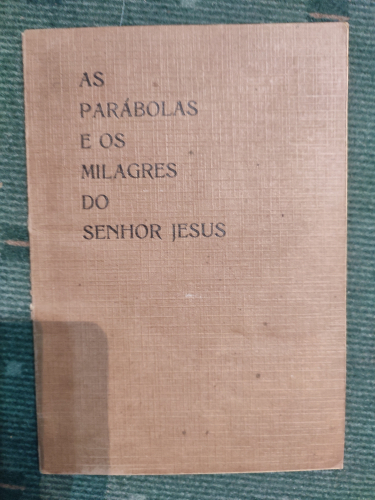 AS
PARÁBOLAS
E OS
MILAGRES
DO
SENHOR JESUS